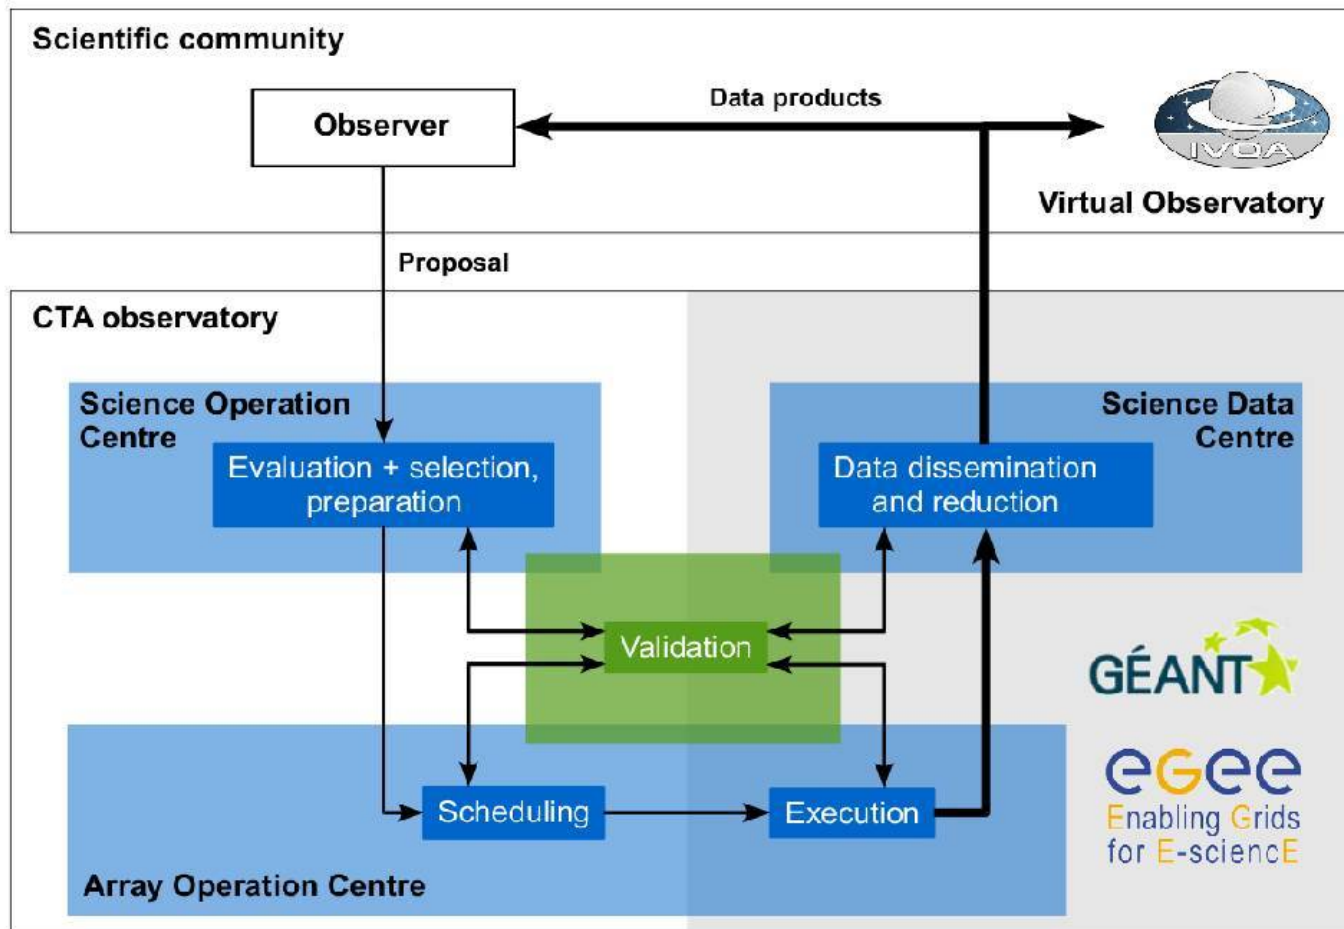 Scientific community
Data products
Observer
IVOA
Virtual Observatory
Proposal
CTA observatory
Science Operation
Centre
Science Data
Centre
Evaluation + selection,
preparation
Data dissemination
and reduction
Validation
GÉANT
egee
Scheduling
Execution
Enabling Grids
for E-sciencE
Array Operation Centre